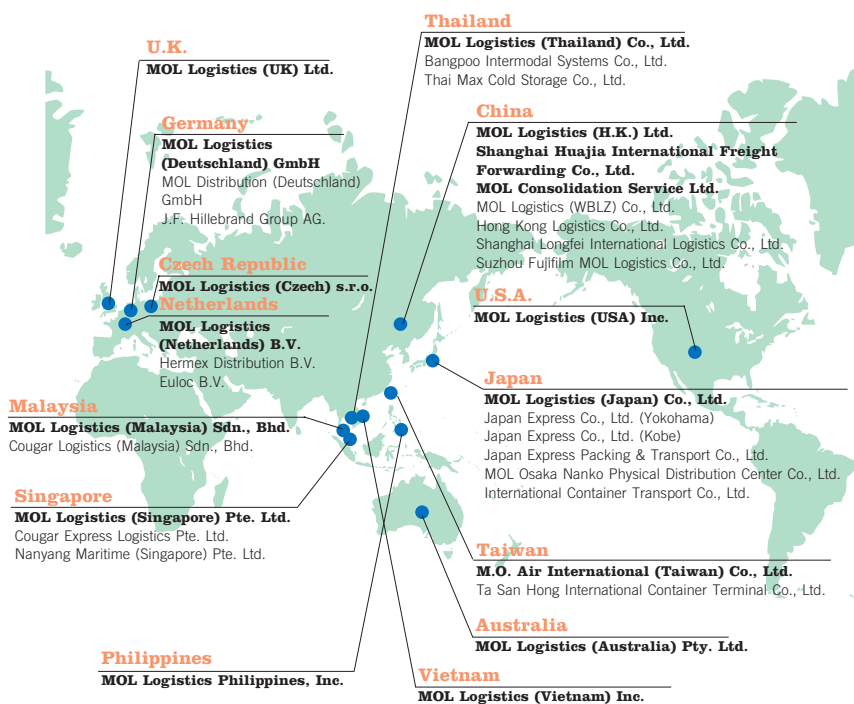 Thailand
MOL Logistics (Thailand) Co., Ltd.
Bangpoo Intermodal Systems Co., Ltd.
Thai Max Cold Storage Co., Ltd.
U.K.
MOL Logistics (UK) Ltd.
China
MOL Logistics (H.K.) Ltd.
Shanghai Huajia International Freight
Forwarding Co., Ltd.
MOL Consolidation Service Ltd.
MOL Logistics (WBLZ) Co., Ltd.
Hong Kong Logistics Co., Ltd.
Shanghai Longfei International Logistics Co., Ltd.
Suzhou Fujifilm MOL Logistics Co., Ltd.
Germany
MOL Logistics
(Deutschland) GmbH
MOL Distribution (Deutschland)
GmbH
J.F. Hillebrand Group AG.
Czech Republic
MOL Logistics (Czech) s.r.o.
Netherlands
MOL Logistics
(Netherlands) B.V.
Hermex Distribution B.V.
Euloc B.V.
U.S.A.
MOL Logistics (USA) Inc.
Japan
MOL Logistics (Japan) Co., Ltd.
Japan Express Co., Ltd. (Yokohama)
Japan Express Co., Ltd. (Kobe)
Japan Express Packing & Transport Co., Ltd.
MOL Osaka Nanko Physical Distribution Center Co., Ltd.
International Container Transport Co., Ltd.
Malaysia
MOL Logistics (Malaysia) Sdn., Bhd.
Cougar Logistics (Malaysia) Sdn., Bhd.
Singapore
MOL Logistics (Singapore) Pte. Ltd.
Cougar Express Logistics Pte. Ltd.
Nanyang Maritime (Singapore) Pte. Ltd.
Taiwan
M.O. Air International (Taiwan) Co., Ltd.
Ta San Hong International Container Terminal Co., Ltd.
Australia
MOL Logistics (Australia) Pty. Ltd.
Philippines
MOL Logistics Philippines, Inc.
Vietnam
MOL Logistics (Vietnam) Inc.